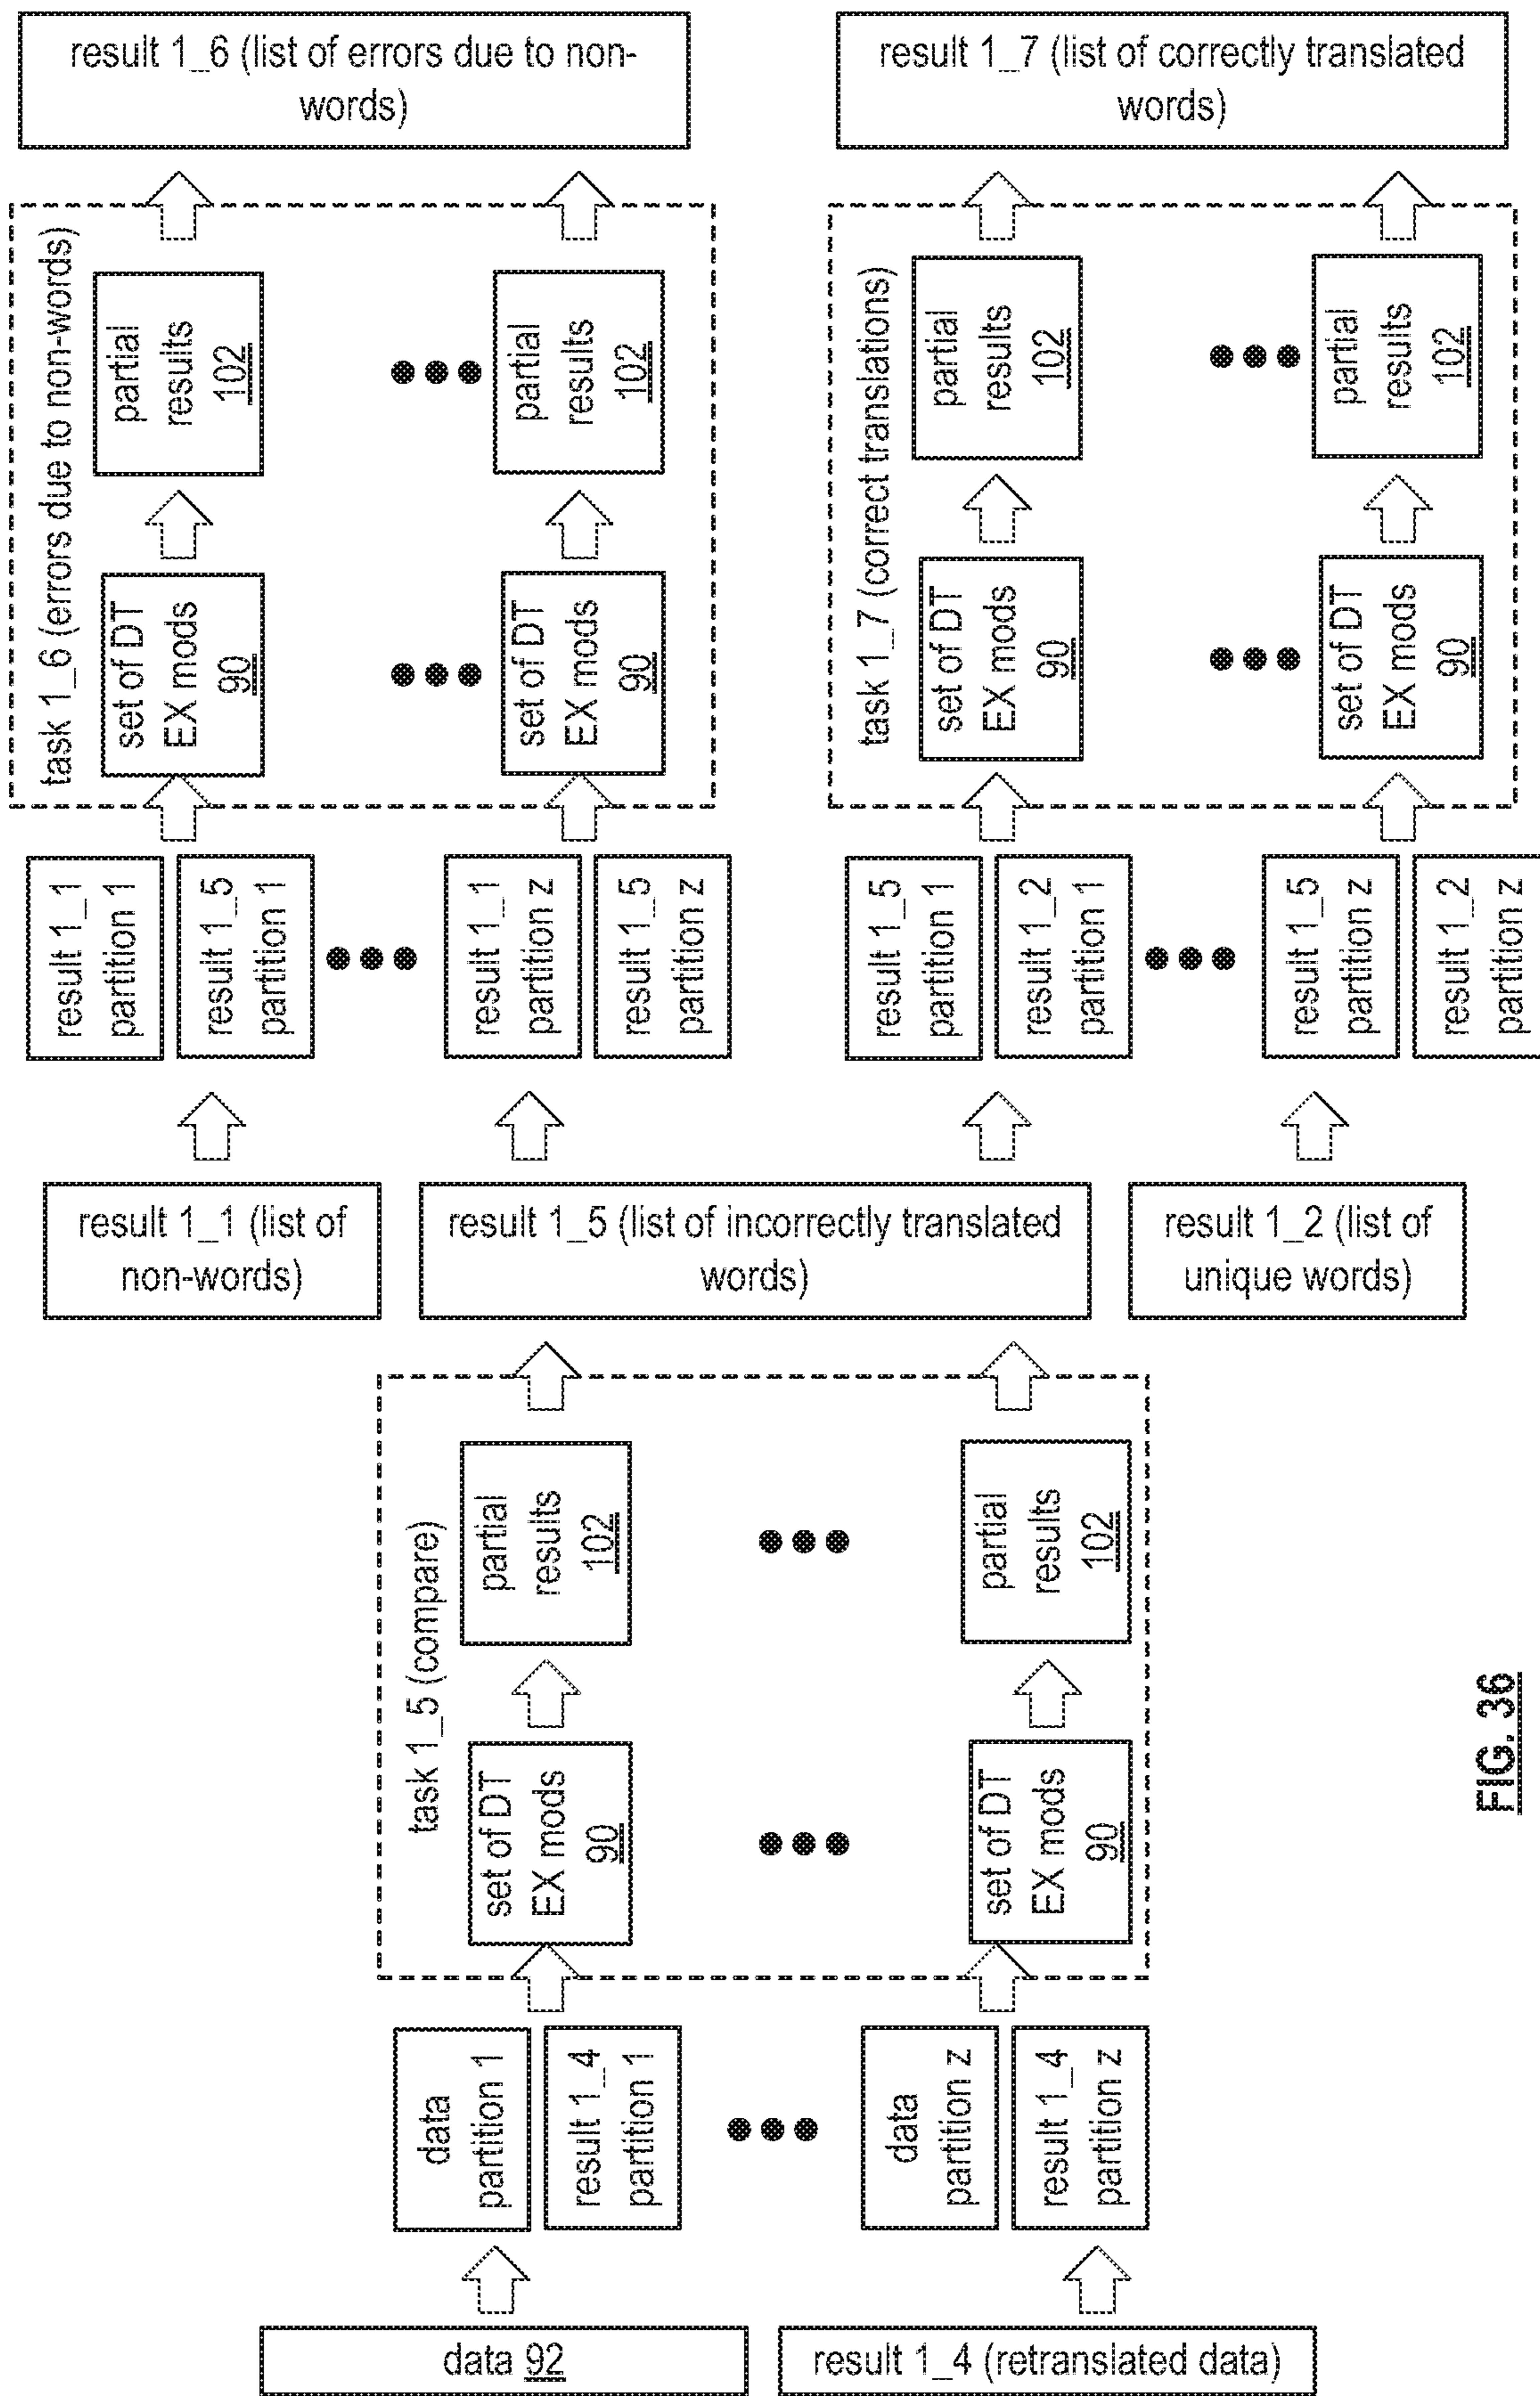 result 1_6 (list of errors due to non-
words)
result 1_7 (list of correctly translated
words)
task 1_6 (errors due to non-words)
partial
results
102
partial
results
102
set of DT
EX mods
90
set of DT
EX mods
90
task 1_7 (correct translations)
partial
results
102
partial
results
102
set of DT
EX mods
90
set of DT
EX mods
90
result 1_1
partition 1
result 1_5
partition 1
result 1_1
partition z
result 1_5
partition z
result 1_5
partition 1
result 1_2
partition 1
result 1_5
partition z
result 1_2
partition z
result 1_1 (list of
non-words)
result 1_5 (list of incorrectly translated
words)
result 1_2 (list of
unique words)
task 1_5 (compare)
partial
results
102
partial
results
102
set of DT
EX mods
90
set of DT
EX mods
90
data
partition 1
result 1_4
partition 1
data
partition z
result 1_4
partition z
data 92
result 1_4 (retranslated data)
FIG. 36